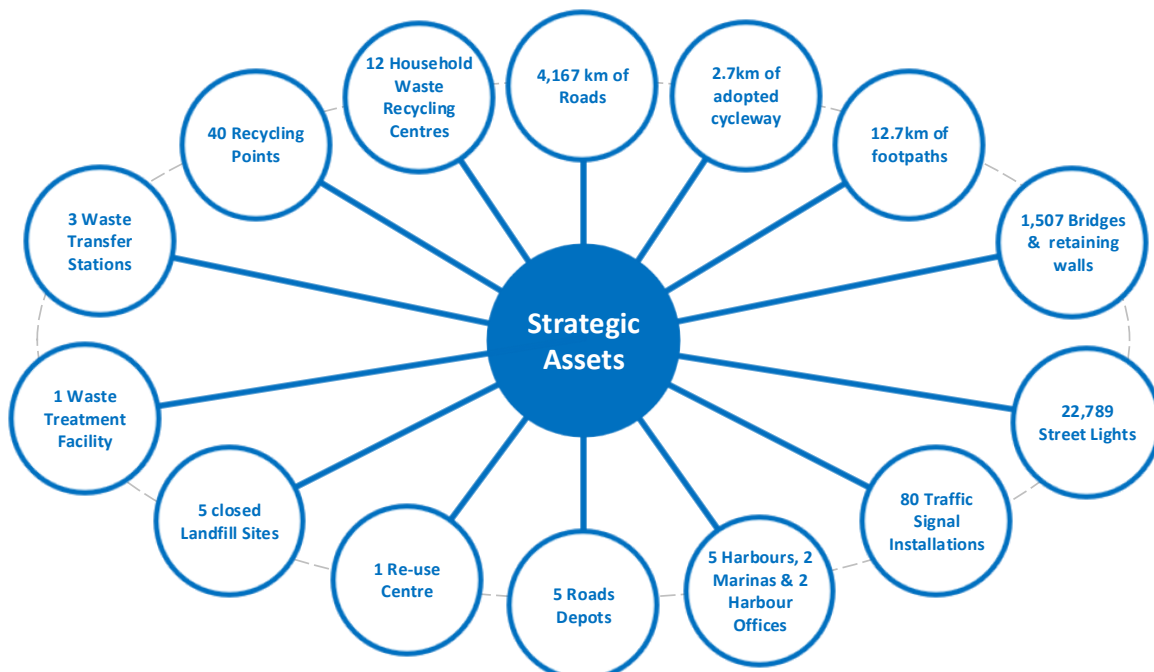 12 Household
Waste
Recycling
Centres
4,167 km of
Roads
2.7km of
adopted
cycleway
40 Recycling
Points
12.7km of
footpaths
3 Waste
Transfer
Stations
1,507 Bridges
& retaining
walls
Strategic
Assets
1 Waste
Treatment
Facility
22,789
Street Lights
5 closed
Landfill Sites
80 Traffic
Signal
Installations
1 Re-use
Centre
5 Roads
Depots
5 Harbours, 2
Marinas & 2
Harbour
Offices